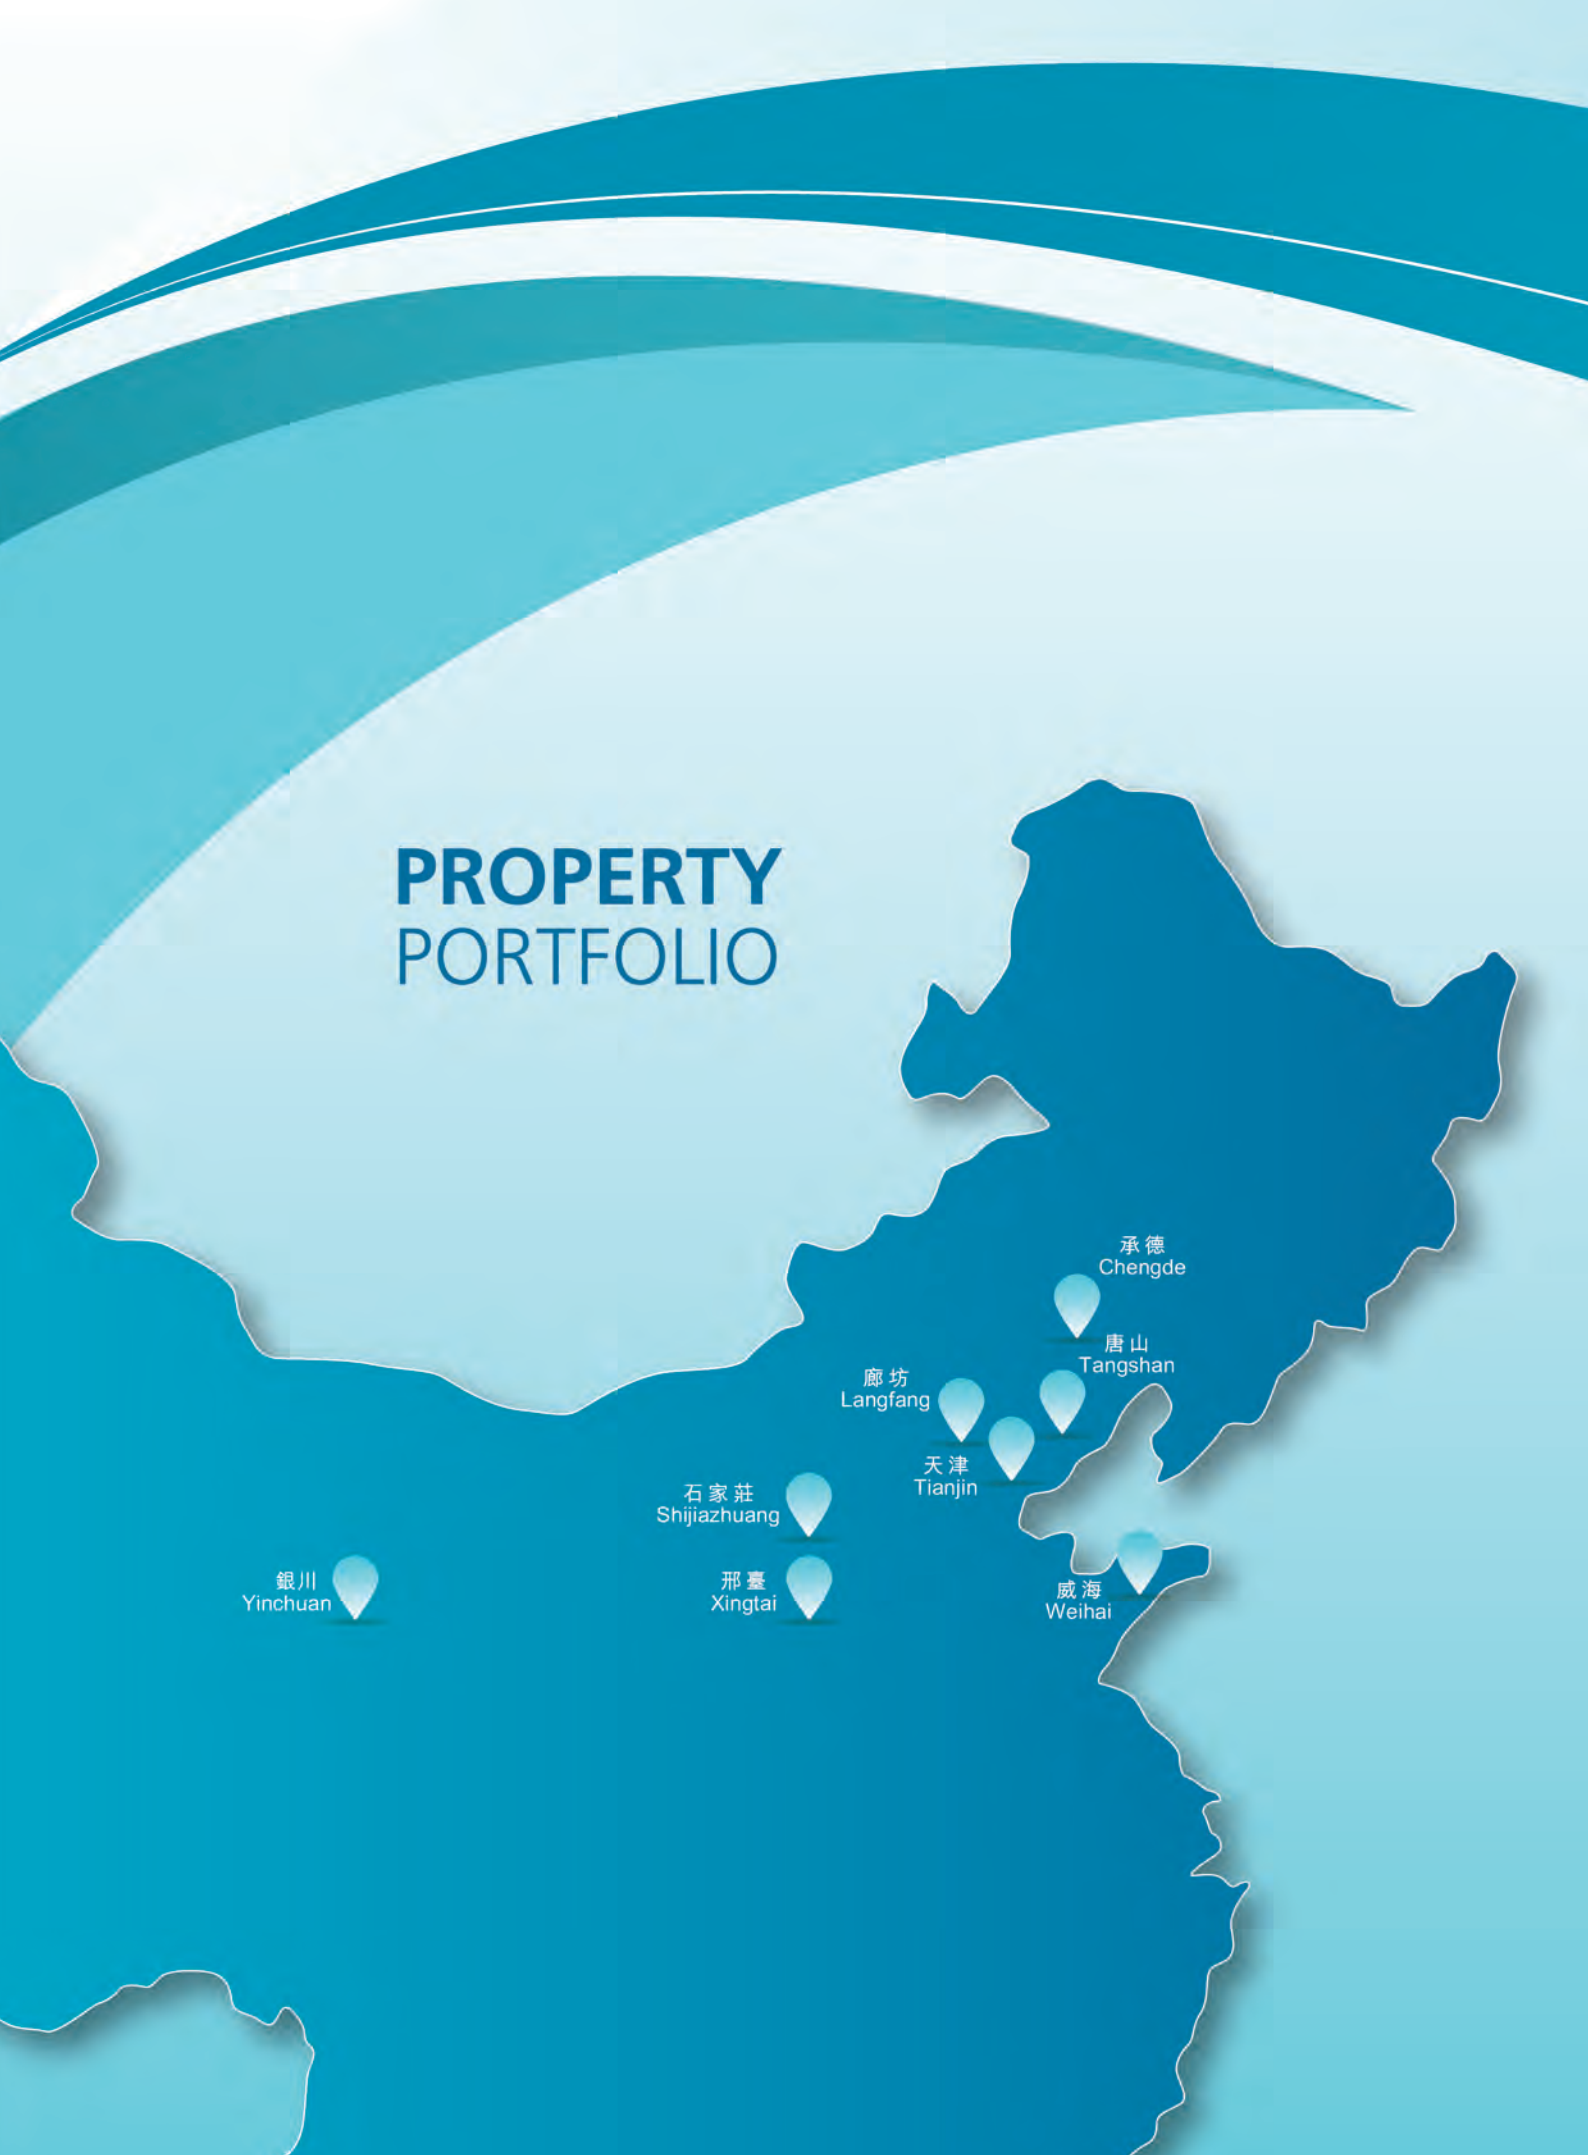 PROPERTY
PORTFOLIO
承德
Chengde
唐山
Tangshan
廊坊
Langfang
天津
Tianjin
石家莊
Shijiazhuang
銀川
Yinchuan
邢臺
Xingtai
威海
Weihai